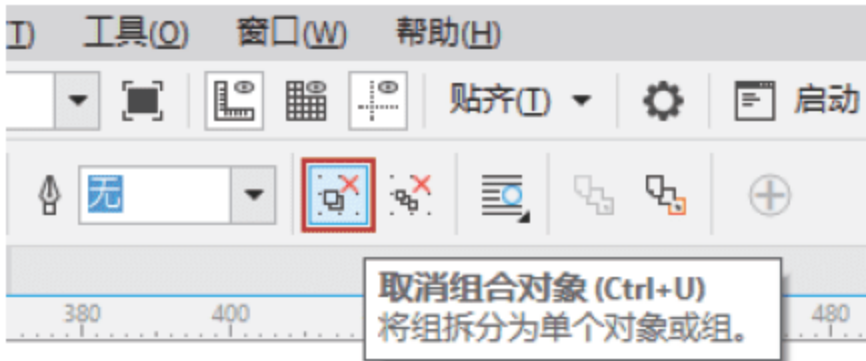 T) 工具(O) 窗口(W) 帮助(H)
贴齐(T) 启动
无
取消组合对象 (Ctrl+U)
将组拆分为单个对象或组。
380 400 480